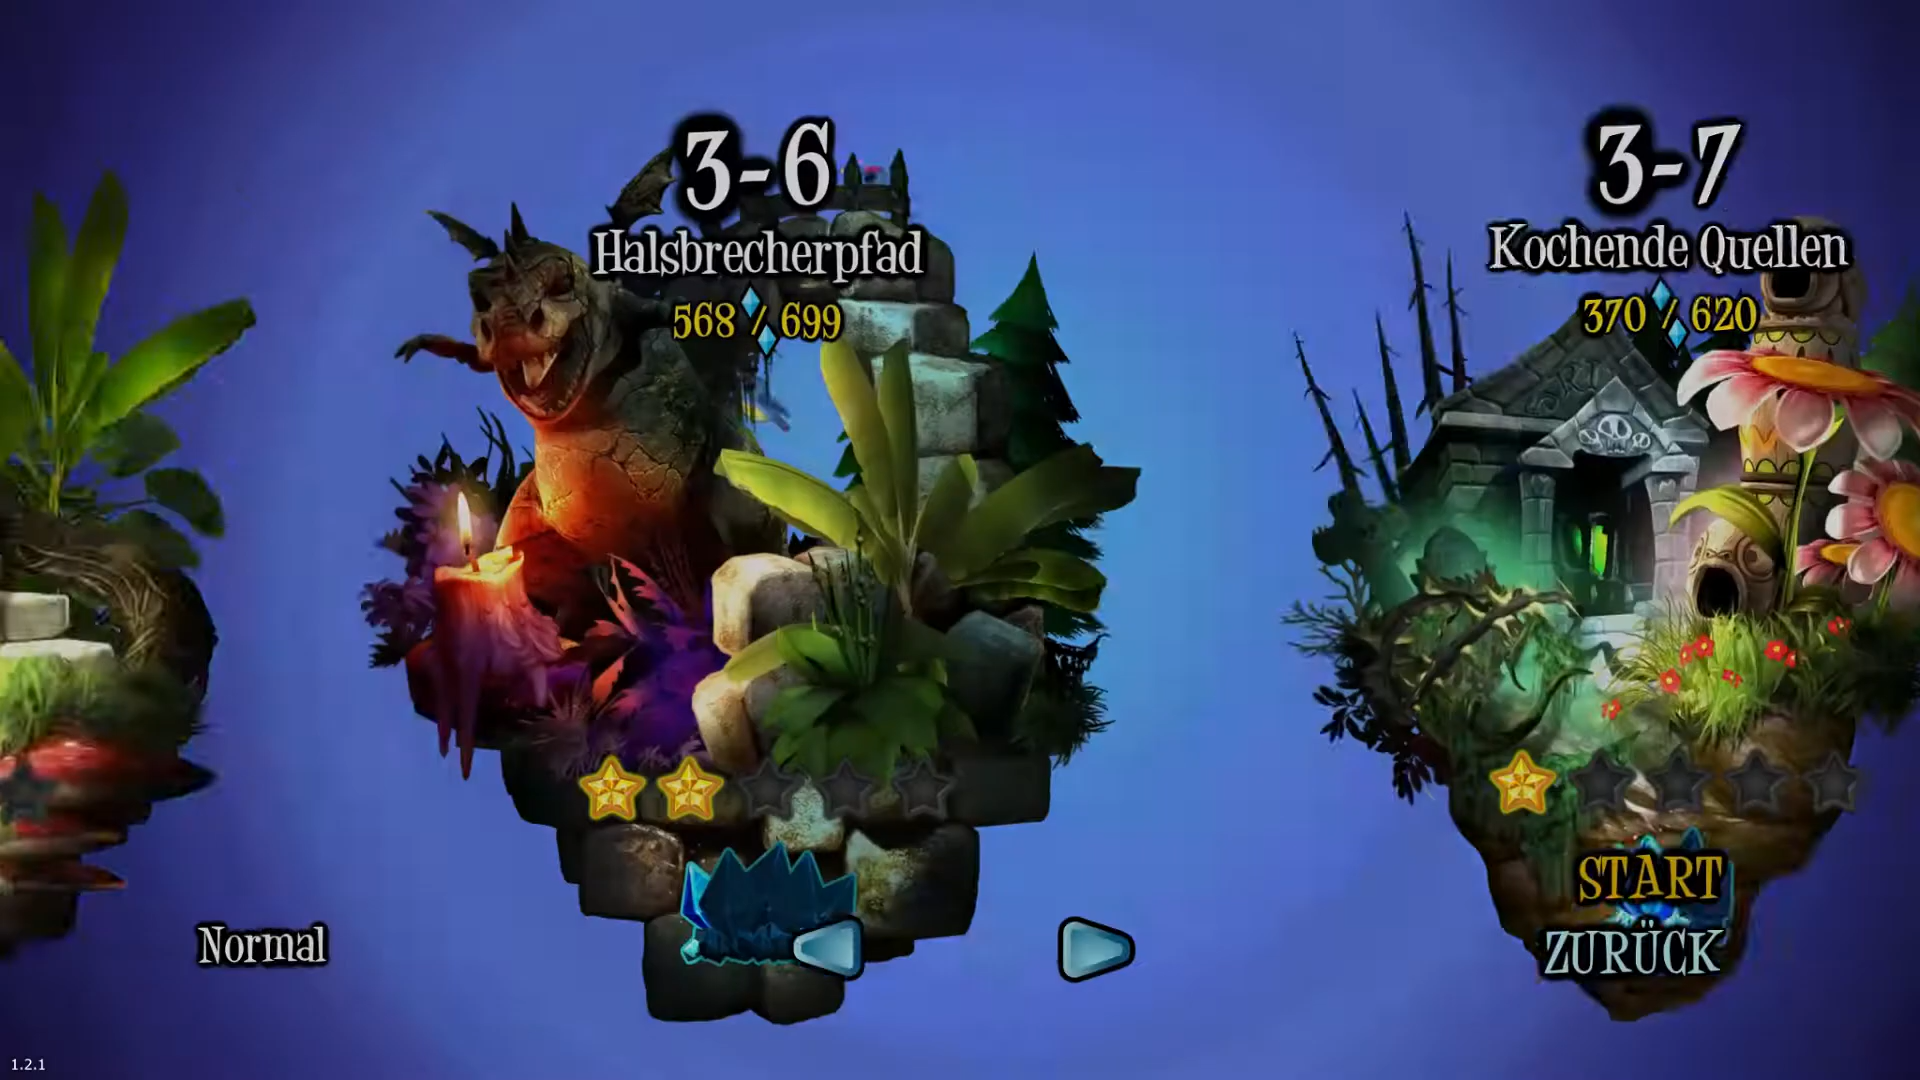 3-6
Halsbrecherpfad
568 / 699
3-7
Kochende Quellen
370 / 620
START
Normal
ZURÜCK
1.2.1